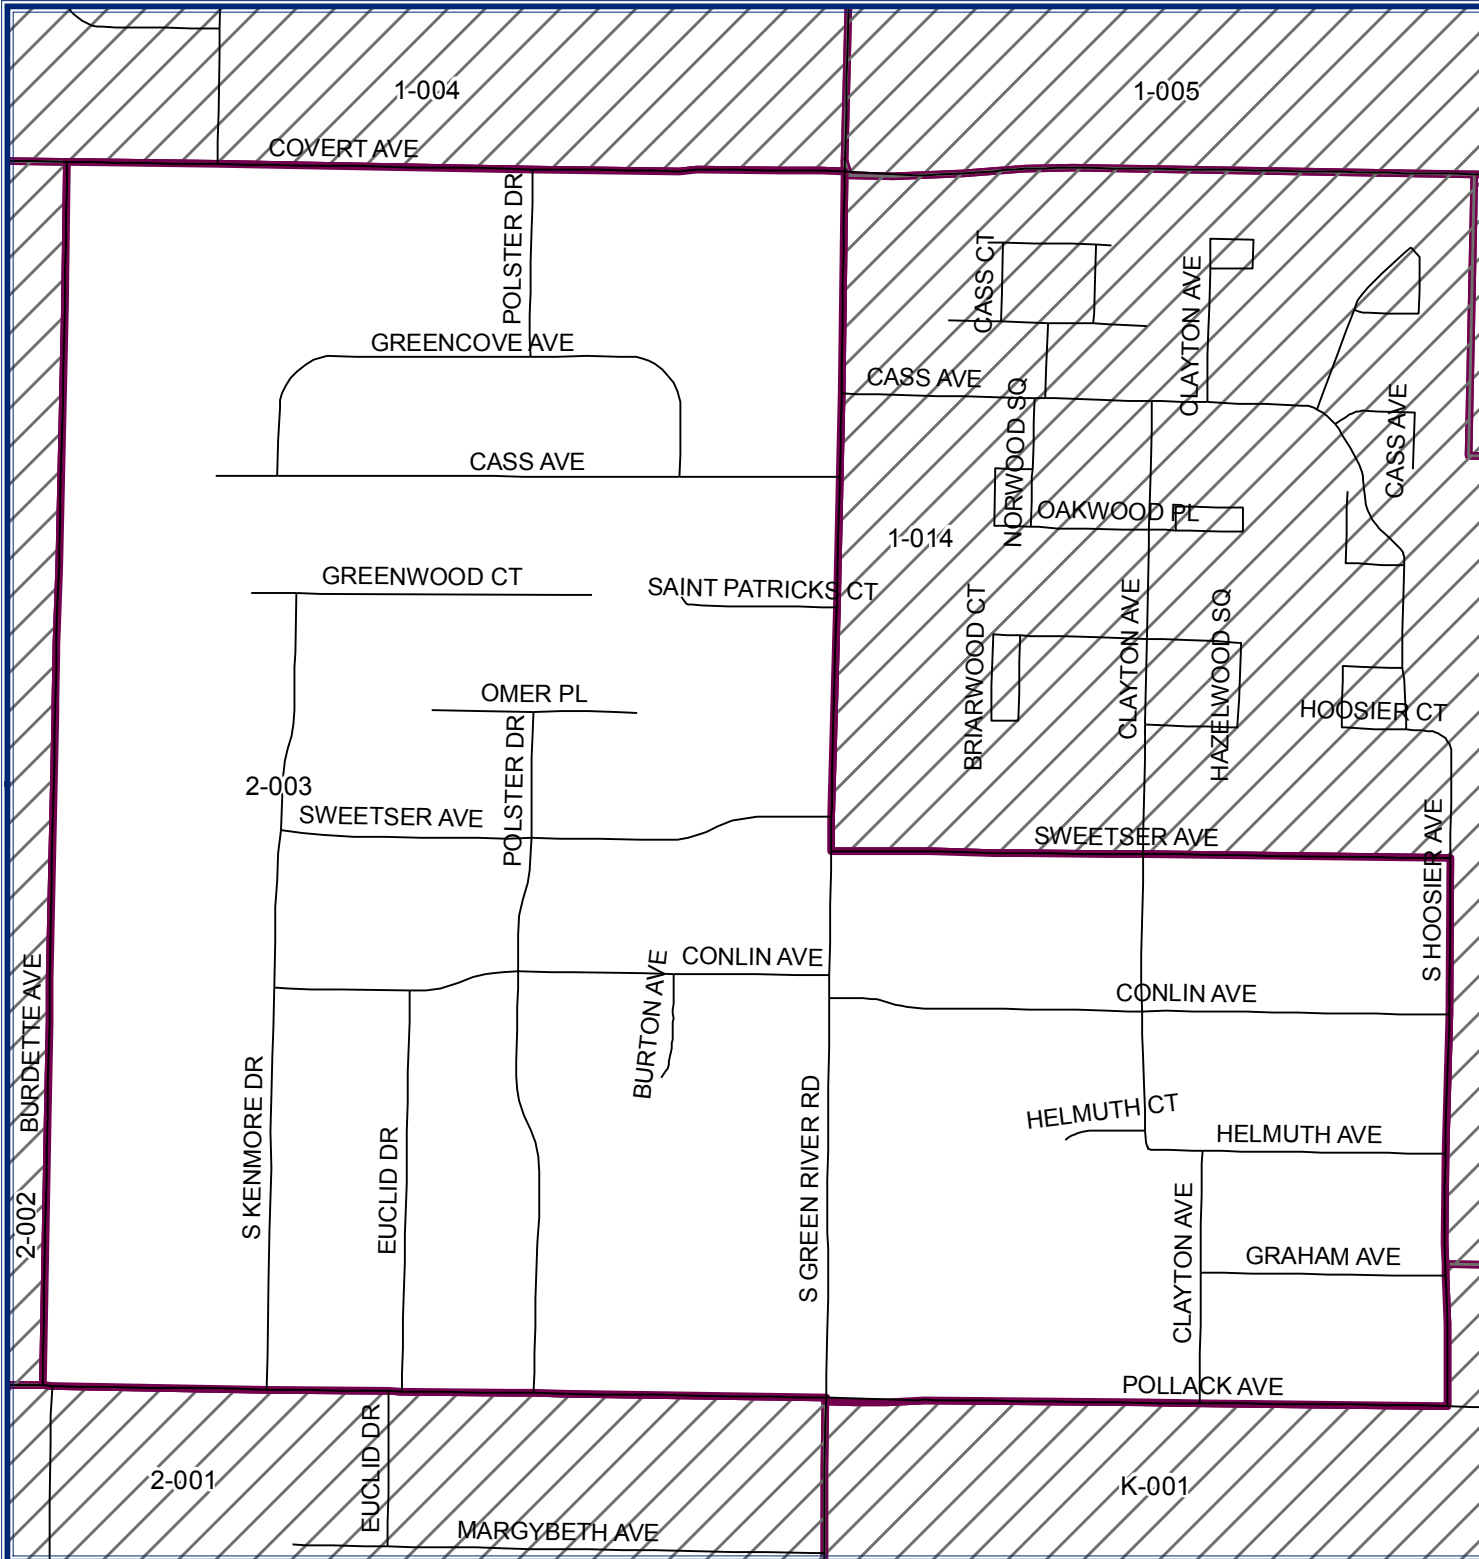 1-004
1-005
COVERT AVE
POLSTER DR
CASS CT
CLAYTON AVE
GREENCOVE AVE
CASS AVE
NORWOOD SQ
CASS AVE
CASS AVE
OAKWOOD PL
1-014
GREENWOOD CT
SAINT PATRICKS CT
BRIARWOOD CT
CLAYTON AVE
HAZELWOOD SQ
OMER PL
HOOSIER CT
POLSTER DR
2-003
SWEETSER AVE
SWEETSER AVE
S HOOSIER AVE
BURDETTE AVE
CONLIN AVE
BURTON AVE
CONLIN AVE
S KENMORE DR
EUCLID DR
S GREEN RIVER RD
HELMUTH CT
HELMUTH AVE
2-002
CLAYTON AVE
GRAHAM AVE
POLLACK AVE
EUCLID DR
2-001
K-001
MARGYBETH AVE